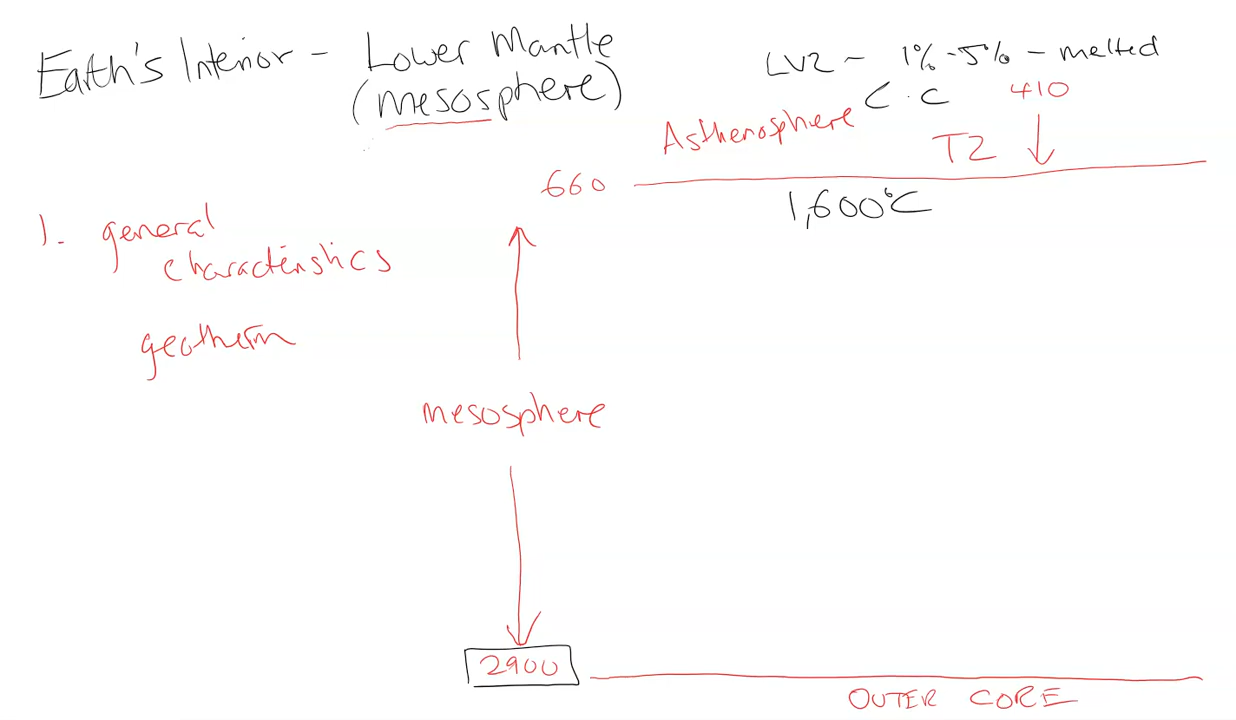 Earth's Interior - Lower Mantle
(mesosphere)
LVZ ~ 1% - 5% - melted
C.C 410
Asthenosphere
TZ
660
1,600°C
1. general
characteristics
geotherm
mesosphere
2900
OUTER CORE